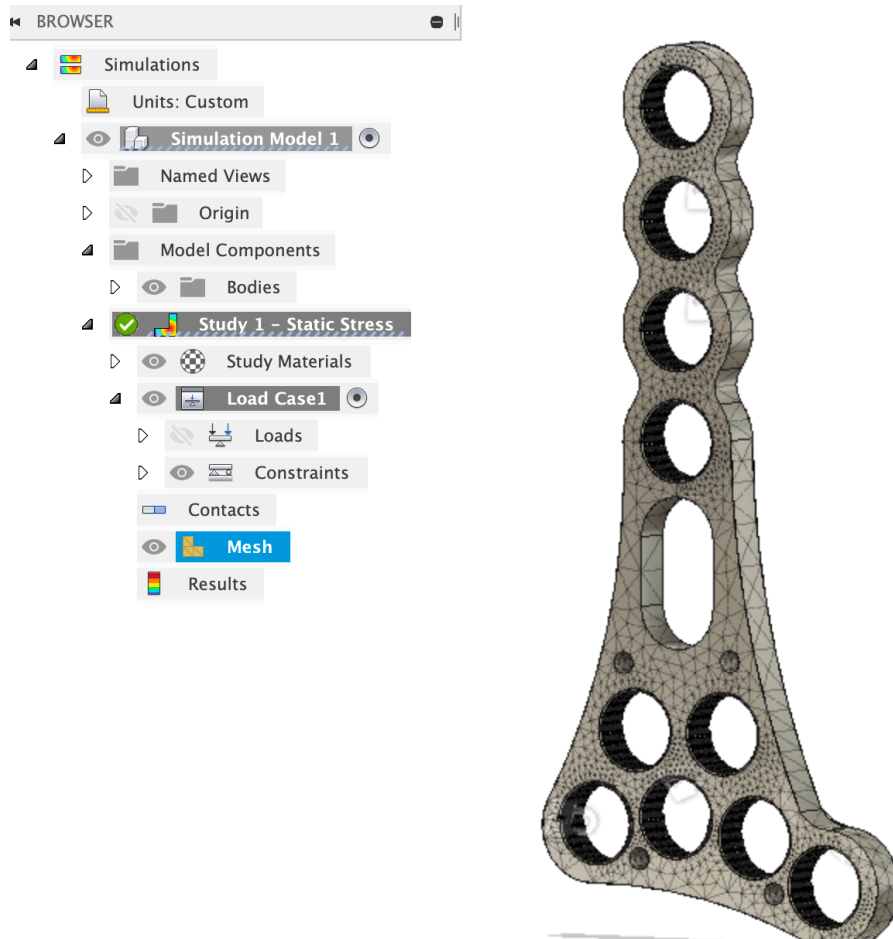 BROWSER
Simulations
Units: Custom
Simulation Model 1
Named Views
Origin
Model Components
Bodies
Study 1 – Static Stress
Study Materials
Load Case1
Loads
Constraints
Contacts
Mesh
Results